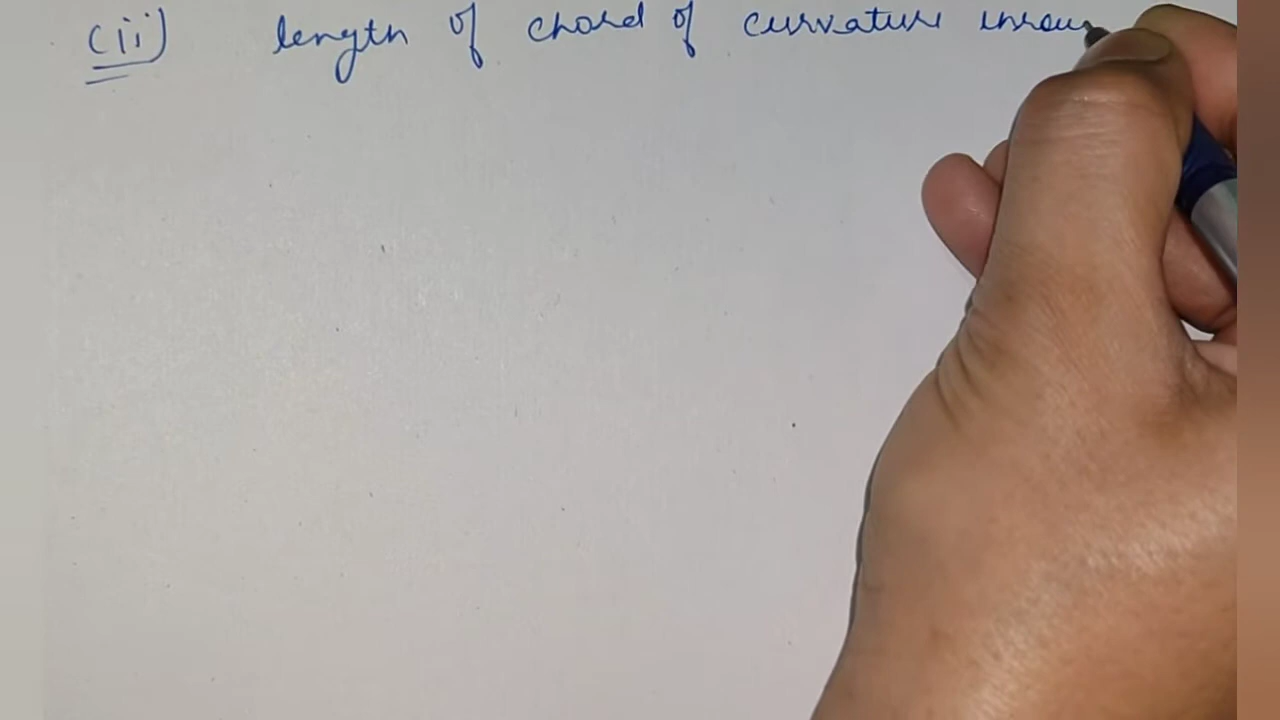 (ii) length of chord of curvature